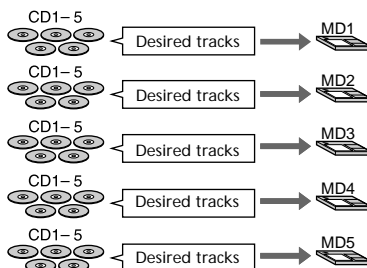 CD1–5
Desired tracks
MD1
CD1–5
Desired tracks
MD2
CD1–5
Desired tracks
MD3
CD1–5
Desired tracks
MD4
CD1–5
Desired tracks
MD5